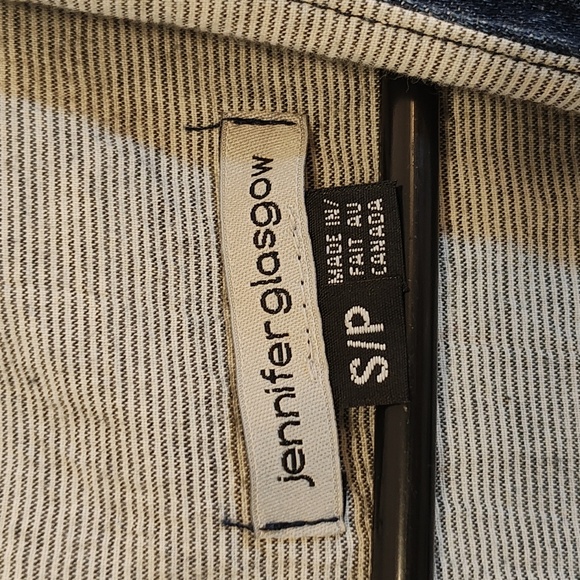 jennifer glasgow
MADE IN/
FAIT AU
CANADA
S/P